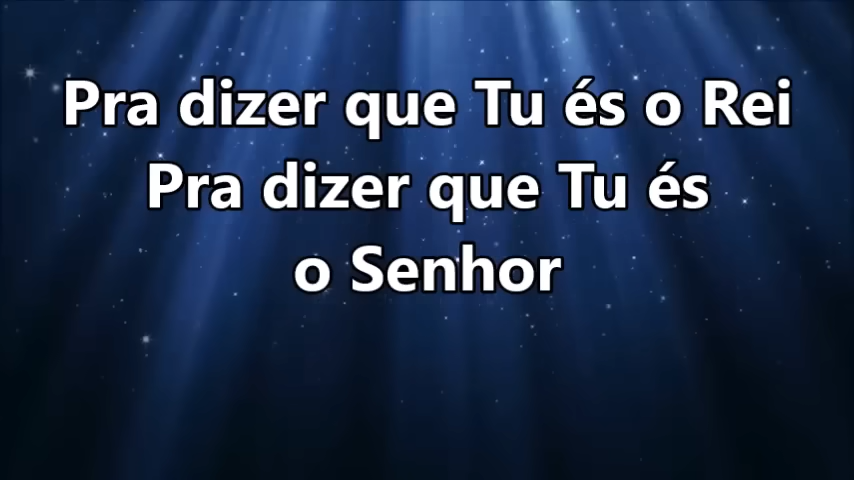 Pra dizer que Tu és o Rei
Pra dizer que Tu és
o Senhor